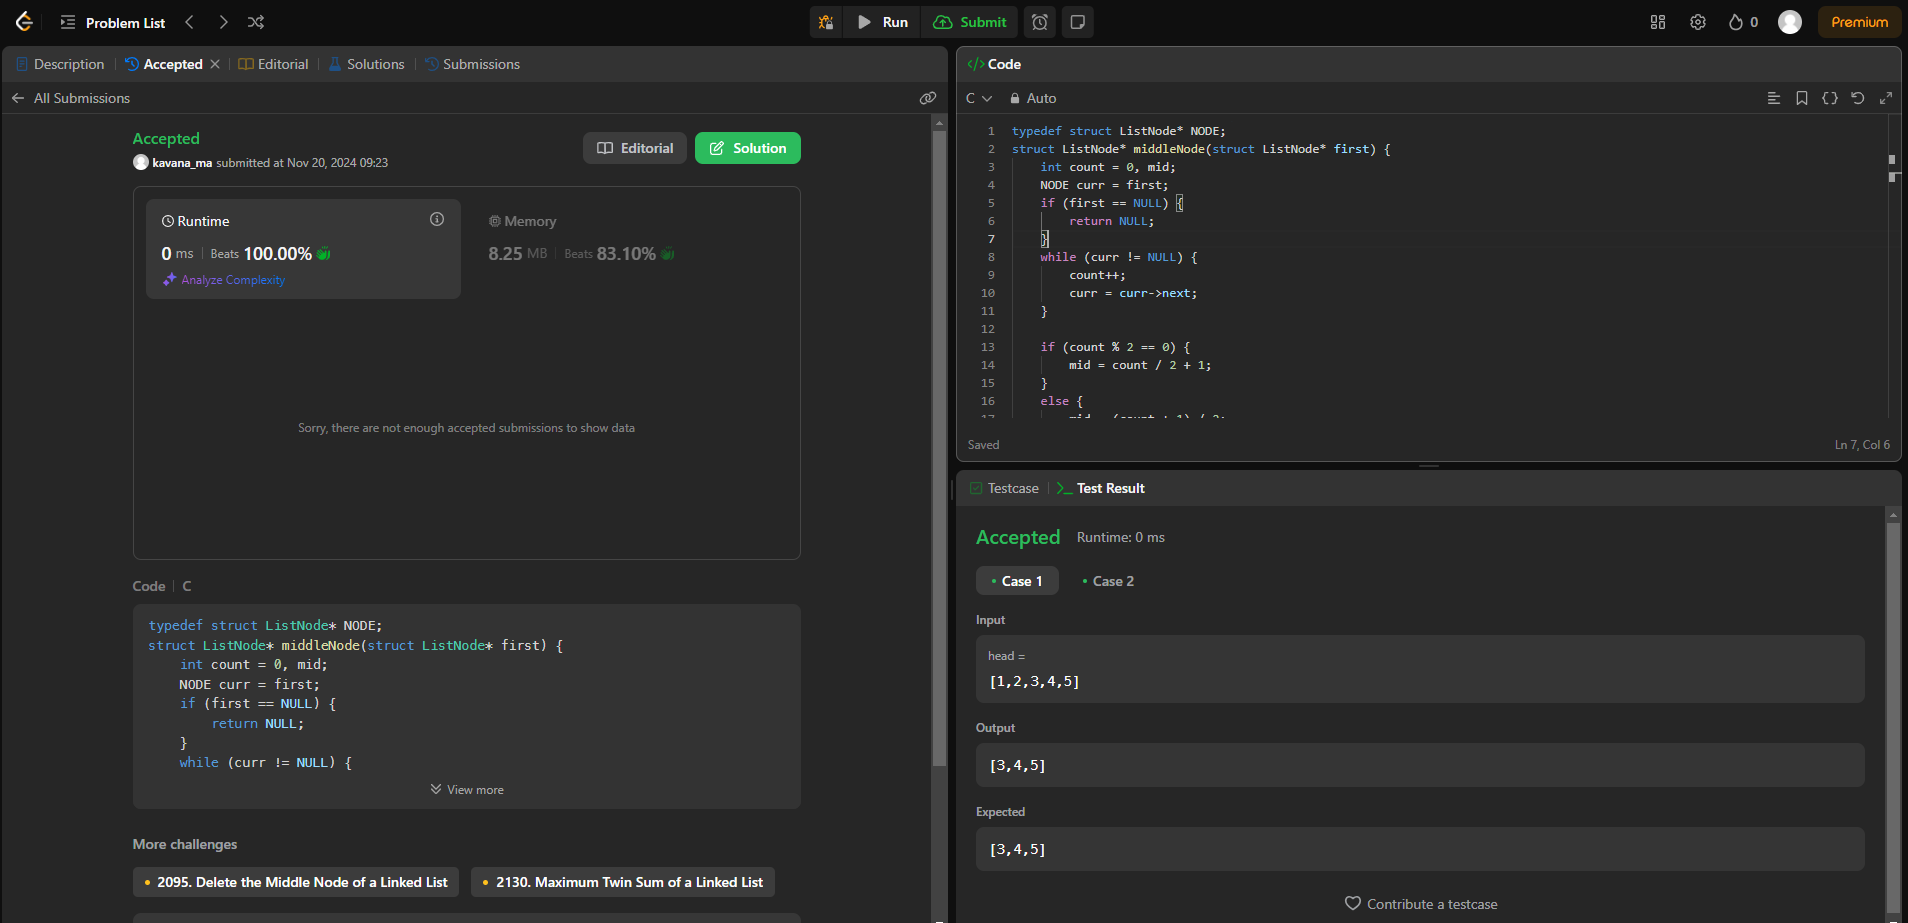 Problem List
Run
Submit
0
Premium
Description
Accepted
Editorial
Solutions
Submissions
All Submissions
Accepted
kavana_ma submitted at Nov 20, 2024 09:23
Editorial
Solution
Runtime
0 ms
Beats 100.00%
Analyze Complexity
Memory
8.25 MB
Beats 83.10%
Sorry, there are not enough accepted submissions to show data
Code
C
typedef struct ListNode* NODE;
struct ListNode* middleNode(struct ListNode* first) {
    int count = 0, mid;
    NODE curr = first;
    if (first == NULL) {
        return NULL;
    }
    while (curr != NULL) {
View more
More challenges
2095. Delete the Middle Node of a Linked List
2130. Maximum Twin Sum of a Linked List
</> Code
C
Auto
1 typedef struct ListNode* NODE;
2 struct ListNode* middleNode(struct ListNode* first) {
3     int count = 0, mid;
4     NODE curr = first;
5     if (first == NULL) {
6         return NULL;
7     }
8     while (curr != NULL) {
9         count++;
10         curr = curr->next;
11     }
12
13     if (count % 2 == 0) {
14         mid = count / 2 + 1;
15     }
16     else {
17         mid = (count + 1) / 2;
Saved
Ln 7, Col 6
Testcase
Test Result
Accepted
Runtime: 0 ms
Case 1
Case 2
Input
head =
[1,2,3,4,5]
Output
[3,4,5]
Expected
[3,4,5]
Contribute a testcase